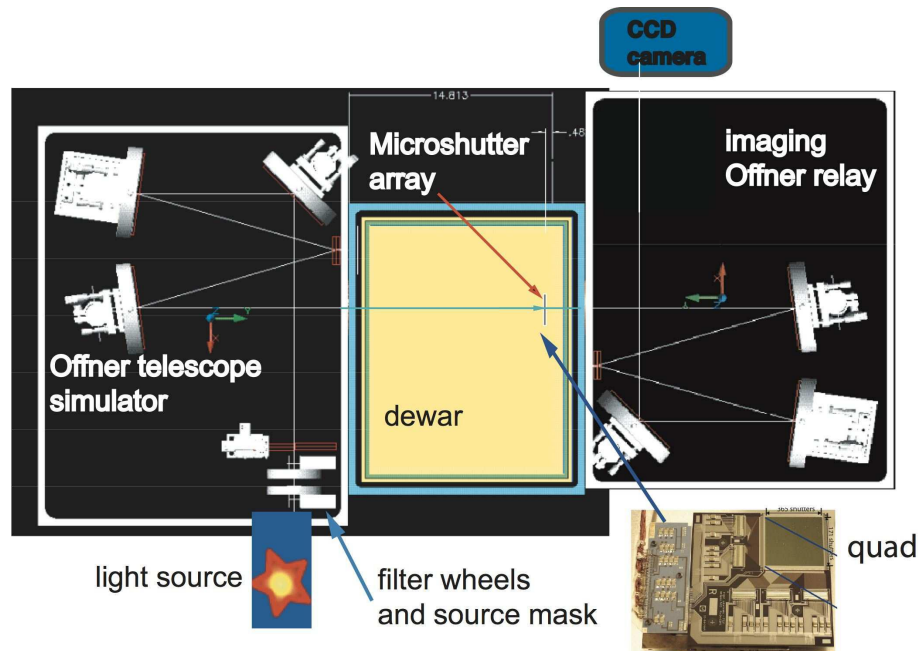 CCD
camera
14.813
.48
Microshutter
array
imaging
Offner relay
Offner telescope
simulator
dewar
365 shutters
quad
light source
filter wheels
and source mask
R